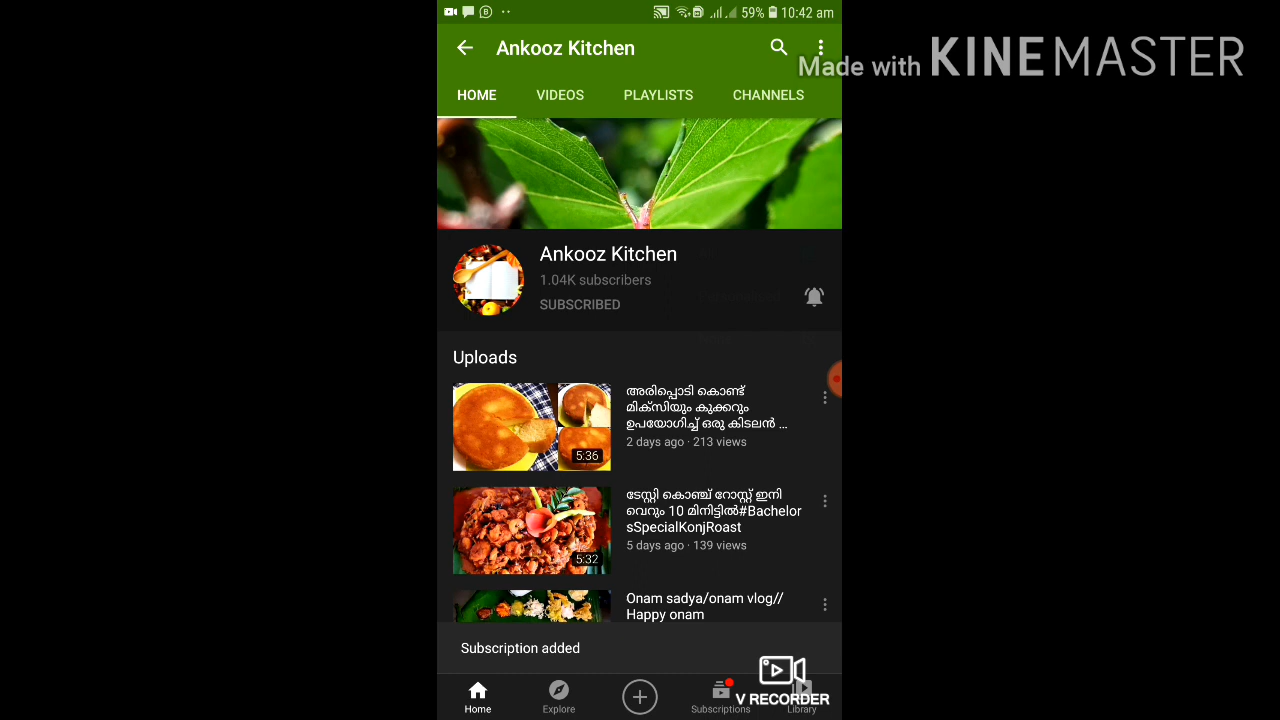 59% 10:42 am
Ankooz Kitchen
Made with KINEMASTER
HOME VIDEOS PLAYLISTS CHANNELS
Ankooz Kitchen
1.04K subscribers
SUBSCRIBED
Uploads
അരിപ്പൊടി കൊണ്ട്
മിക്സിയും കുക്കറും
ഉപയോഗിച്ച് ഒരു കിടലൻ ...
2 days ago · 213 views
5:36
ടേസ്റ്റി കൊഞ്ച് റോസ്റ്റ് ഇനി
വെറും 10 മിനിട്ടിൽ#Bachelor
sSpecialKonjRoast
5 days ago · 139 views
5:32
Onam sadya/onam vlog//
Happy onam
Subscription added
V RECORDER
Home Explore Subscriptions Library